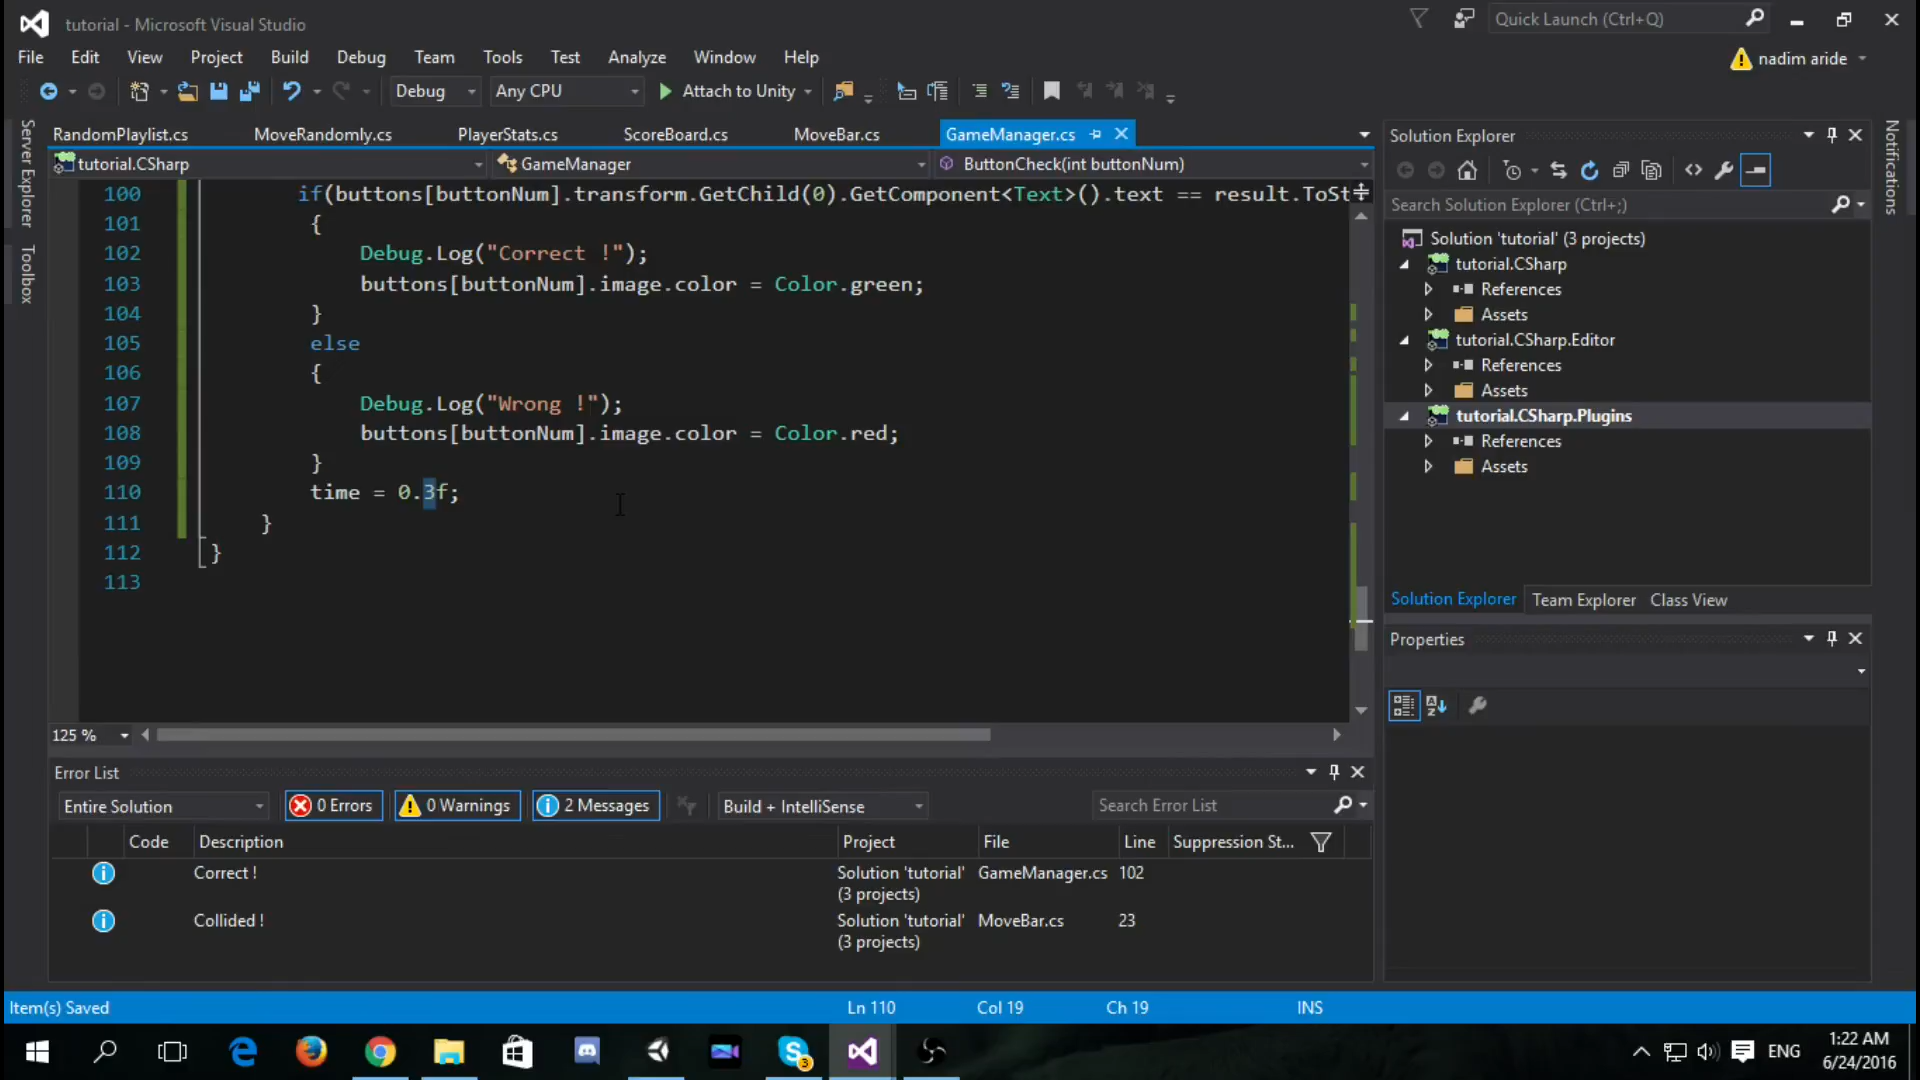 tutorial - Microsoft Visual Studio
Quick Launch (Ctrl+Q)
File Edit View Project Build Debug Team Tools Test Analyze Window Help
nadim aride
Debug Any CPU Attach to Unity
RandomPlaylist.cs MoveRandomly.cs PlayerStats.cs ScoreBoard.cs MoveBar.cs GameManager.cs
tutorial.CSharp GameManager ButtonCheck(int buttonNum)
Server Explorer
Toolbox
100 if(buttons[buttonNum].transform.GetChild(0).GetComponent<Text>().text == result.ToSt
101 {
102 Debug.Log("Correct !");
103 buttons[buttonNum].image.color = Color.green;
104 }
105 else
106 {
107 Debug.Log("Wrong !");
108 buttons[buttonNum].image.color = Color.red;
109 }
110 time = 0.3f;
111 }
112 }
113
125 %
Solution Explorer
Search Solution Explorer (Ctrl+;)
Solution 'tutorial' (3 projects)
tutorial.CSharp
References
Assets
tutorial.CSharp.Editor
References
Assets
tutorial.CSharp.Plugins
References
Assets
Solution Explorer Team Explorer Class View
Properties
Notifications
Error List
Entire Solution 0 Errors 0 Warnings 2 Messages Build + IntelliSense Search Error List
Code Description Project File Line Suppression St...
Correct ! Solution 'tutorial' GameManager.cs 102
(3 projects)
Collided ! Solution 'tutorial' MoveBar.cs 23
(3 projects)
Item(s) Saved Ln 110 Col 19 Ch 19 INS
3
ENG
1:22 AM
6/24/2016